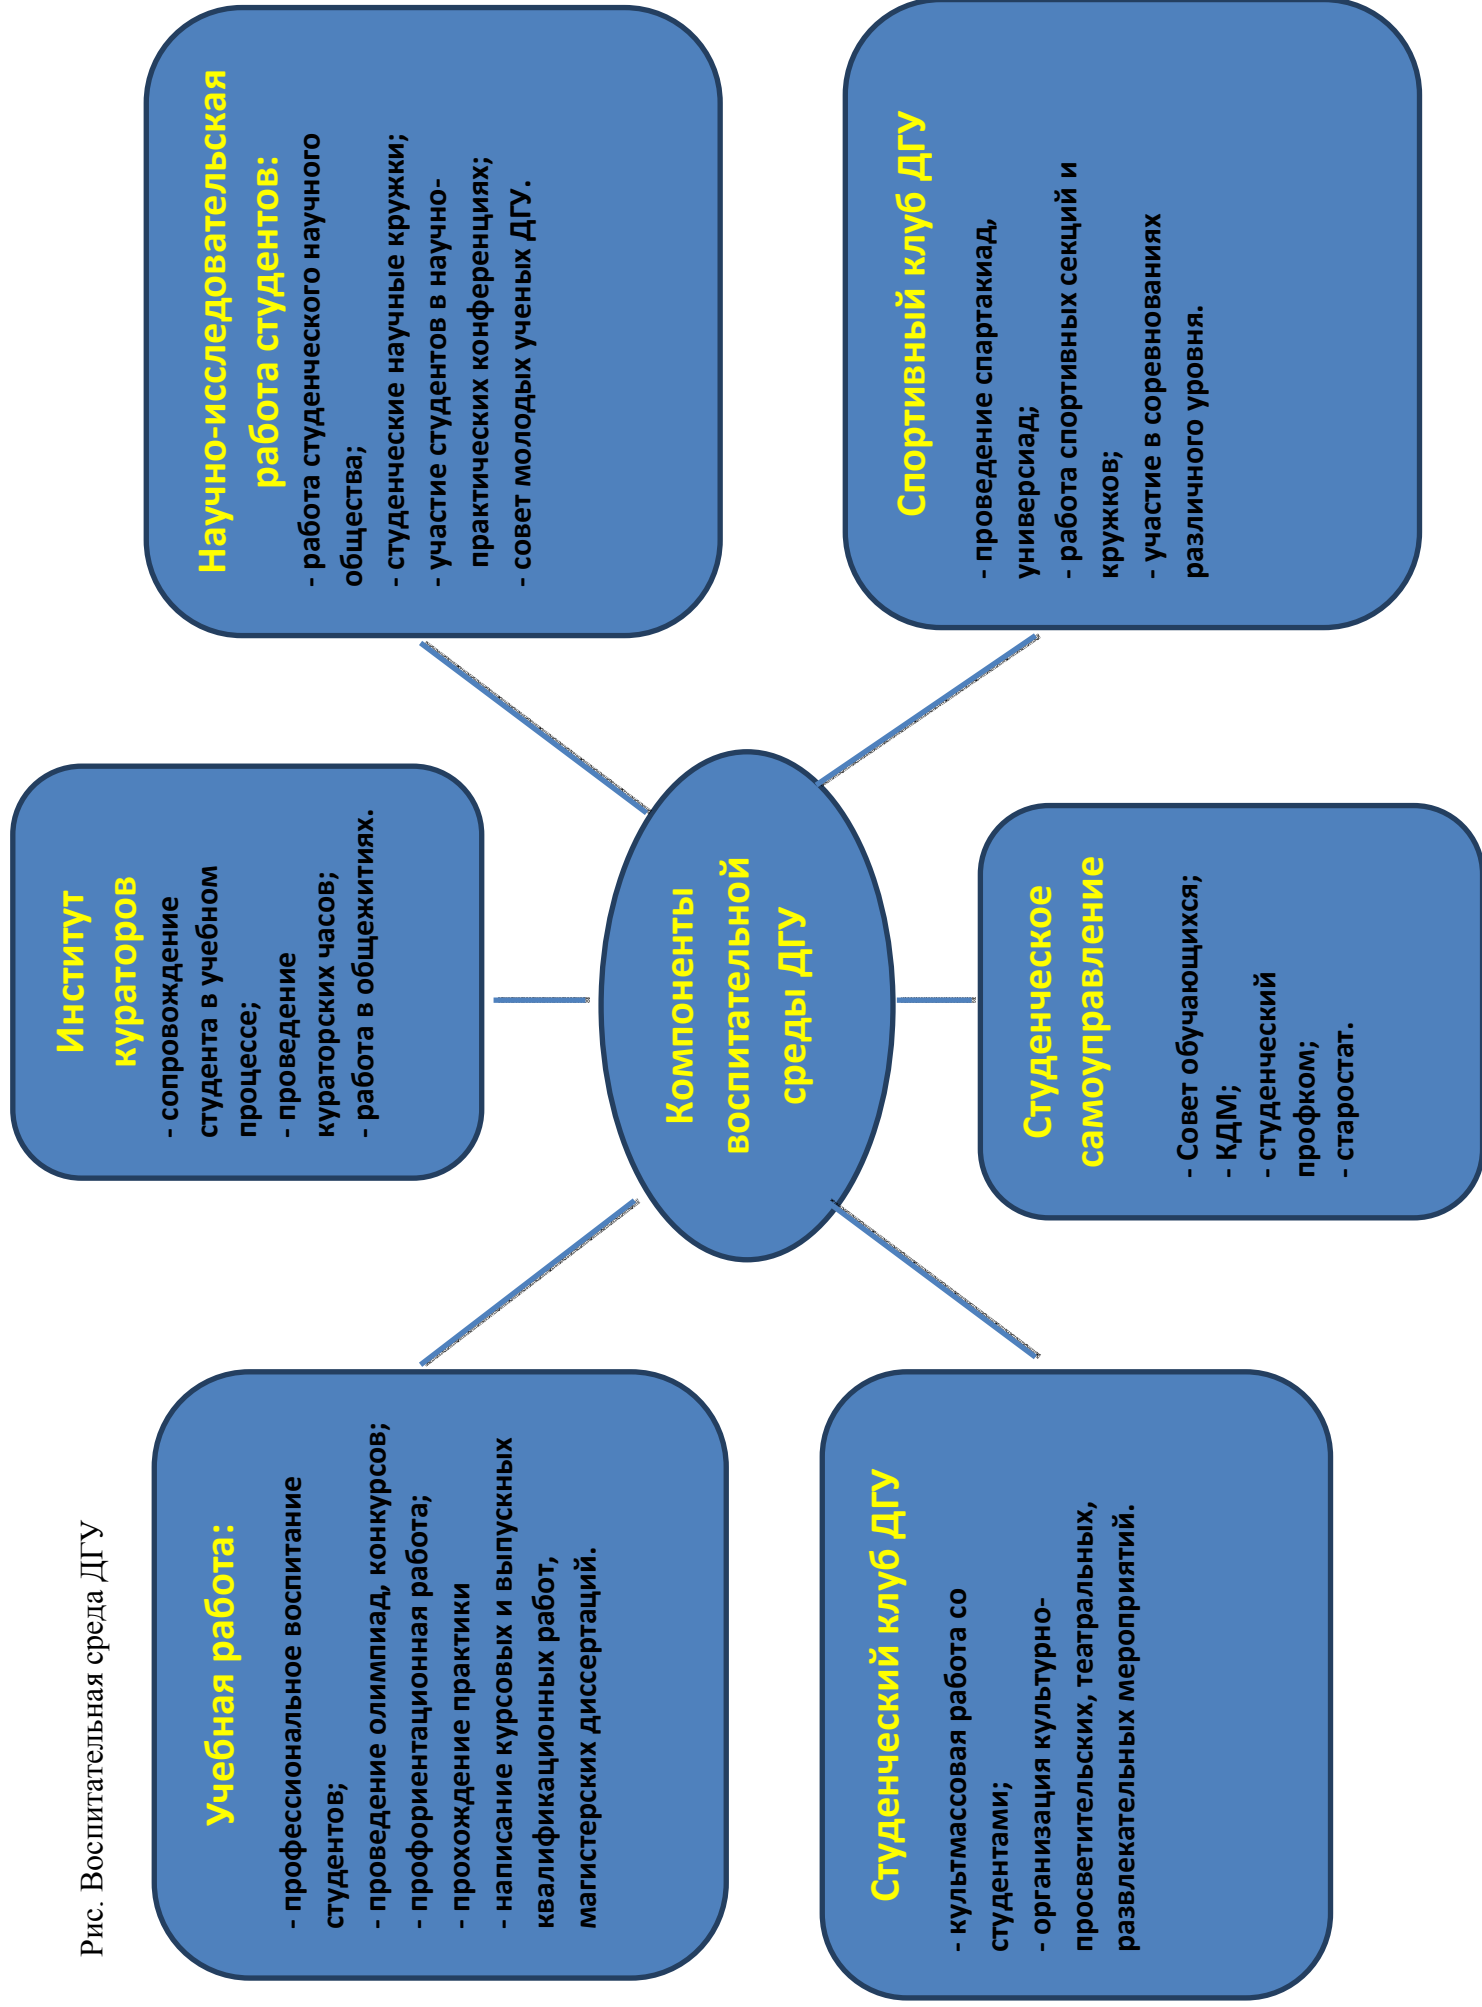 Рис. Воспитательная среда ДГУ
Учебная работа:
- профессиональное воспитание
студентов;
- проведение олимпиад, конкурсов;
- профориентационная работа;
- прохождение практики
- написание курсовых и выпускных
квалификационных работ,
магистерских диссертаций.
Институт
кураторов
- сопровождение
студента в учебном
процессе;
- проведение
кураторских часов;
- работа в общежитиях.
Научно-исследовательская
работа студентов:
- работа студенческого научного
общества;
- студенческие научные кружки;
- участие студентов в научно-
практических конференциях;
- совет молодых ученых ДГУ.
Компоненты
воспитательной
среды ДГУ
Студенческий клуб ДГУ
- культмассовая работа со
студентами;
- организация культурно-
просветительских, театральных,
развлекательных мероприятий.
Студенческое
самоуправление
- Совет обучающихся;
- КДМ;
- студенческий
профком;
- старостат.
Спортивный клуб ДГУ
- проведение спартакиад,
универсиад;
- работа спортивных секций и
кружков;
- участие в соревнованиях
различного уровня.